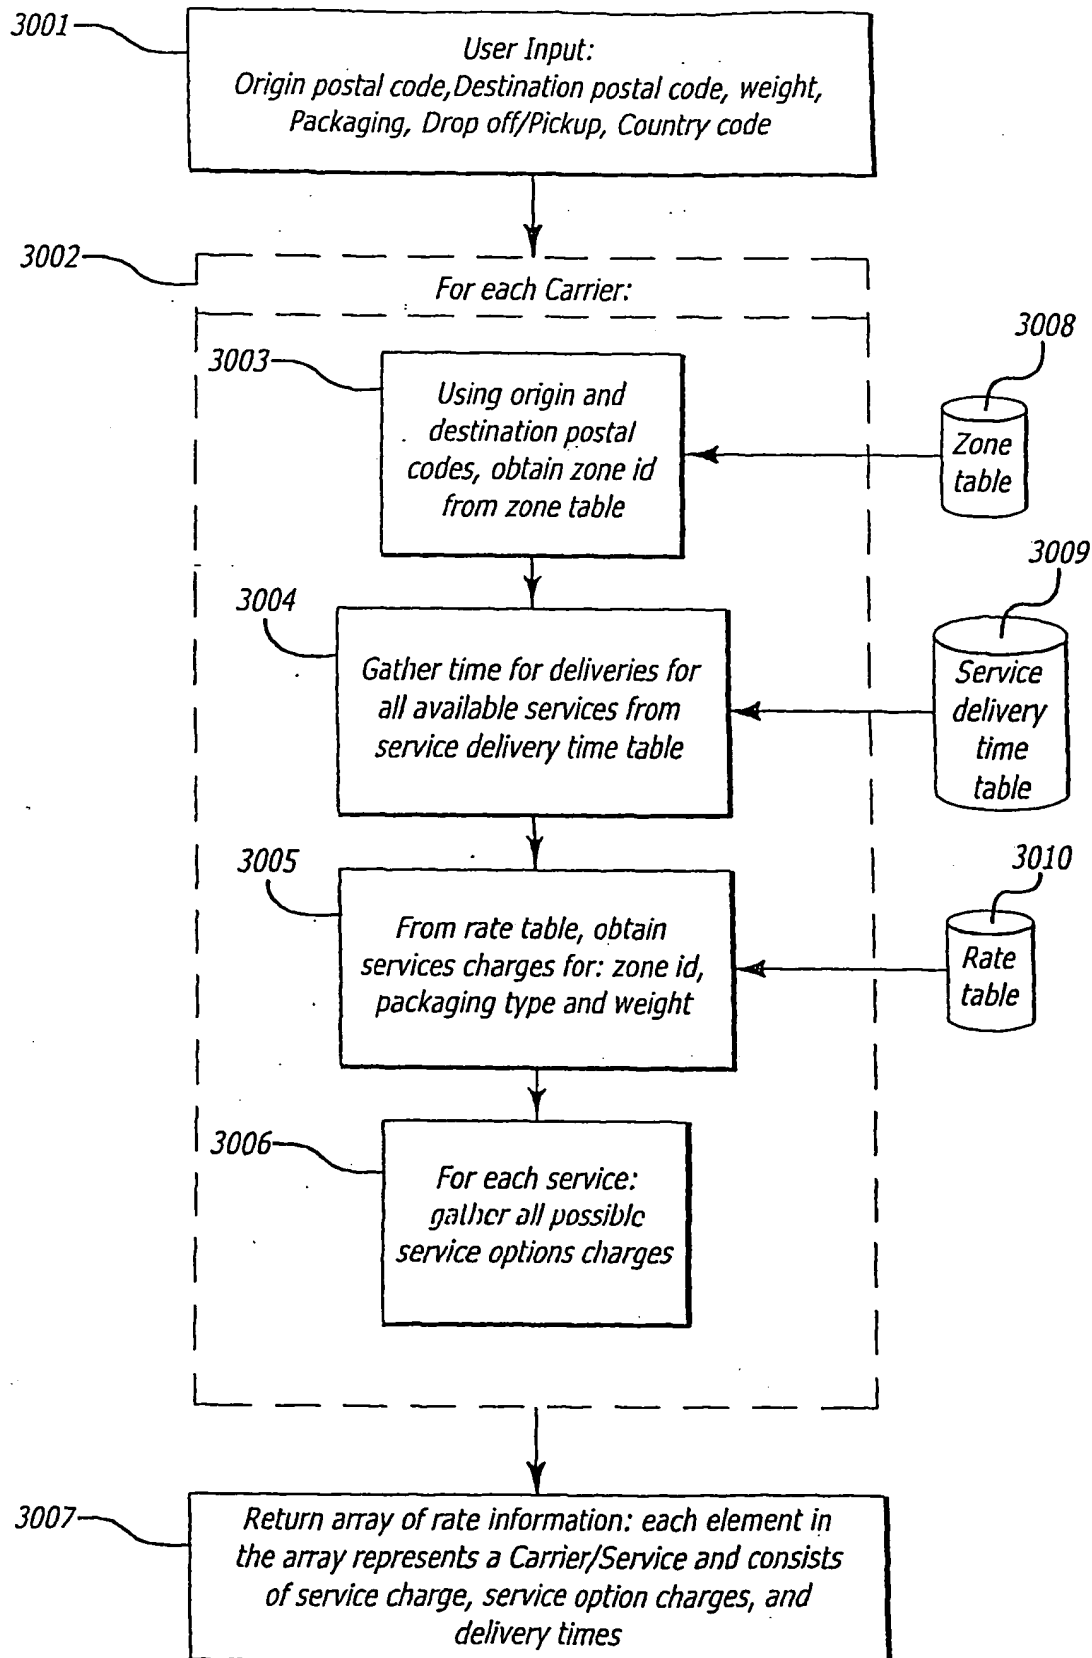 3001
User Input:
Origin postal code,Destination postal code, weight,
Packaging, Drop off/Pickup, Country code
3002
For each Carrier:
3003
Using origin and
destination postal
codes, obtain zone id
from zone table
3008
Zone
table
3004
Gather time for deliveries for
all available services from
service delivery time table
3009
Service
delivery
time
table
3005
From rate table, obtain
services charges for: zone id,
packaging type and weight
3010
Rate
table
3006
For each service:
gather all possible
service options charges
3007
Return array of rate information: each element in
the array represents a Carrier/Service and consists
of service charge, service option charges, and
delivery times